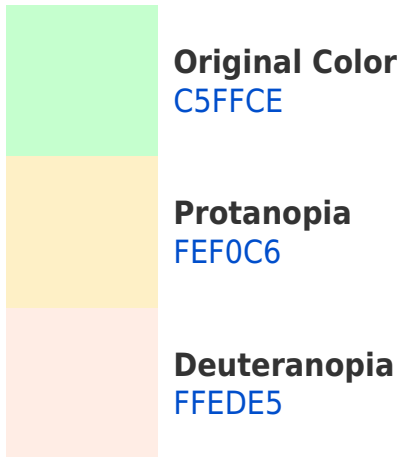 Original Color
C5FFCE
Protanopia
FEF0C6
Deuteranopia
FFEDE5